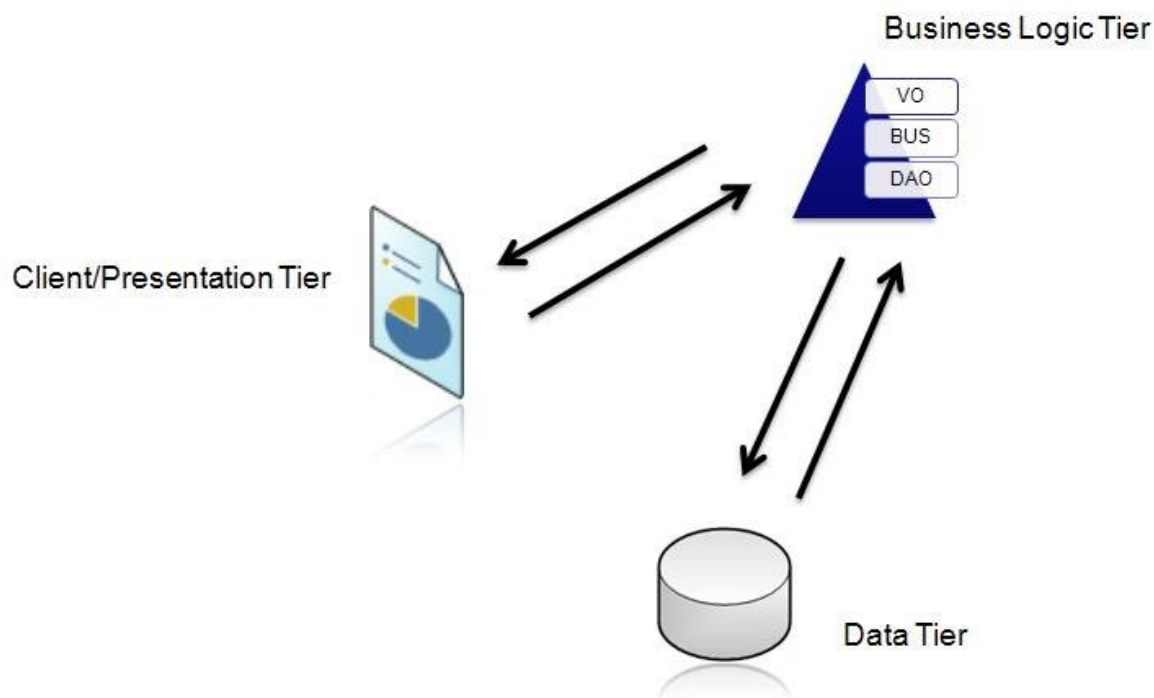 Business Logic Tier
VO
BUS
DAO
Client/Presentation Tier
Data Tier